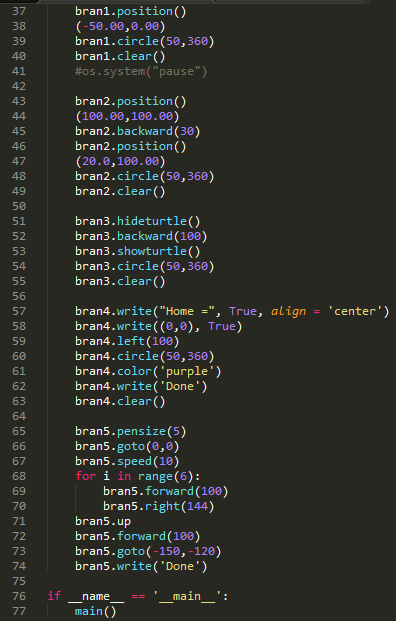 37 bran1.position()
38 (-50.00,0.00)
39 bran1.circle(50,360)
40 bran1.clear()
41 #os.system("pause")
42
43 bran2.position()
44 (100.00,100.00)
45 bran2.backward(30)
46 bran2.position()
47 (20.0,100.00)
48 bran2.circle(50,360)
49 bran2.clear()
50
51 bran3.hideturtle()
52 bran3.backward(100)
53 bran3.showturtle()
54 bran3.circle(50,360)
55 bran3.clear()
56
57 bran4.write("Home =", True, align = 'center')
58 bran4.write((0,0), True)
59 bran4.left(100)
60 bran4.circle(50,360)
61 bran4.color('purple')
62 bran4.write('Done')
63 bran4.clear()
64
65 bran5.pensize(5)
66 bran5.goto(0,0)
67 bran5.speed(10)
68 for i in range(6):
69 bran5.forward(100)
70 bran5.right(144)
71 bran5.up
72 bran5.forward(100)
73 bran5.goto(-150,-120)
74 bran5.write('Done')
75
76 if __name__ == '__main__':
77 main()